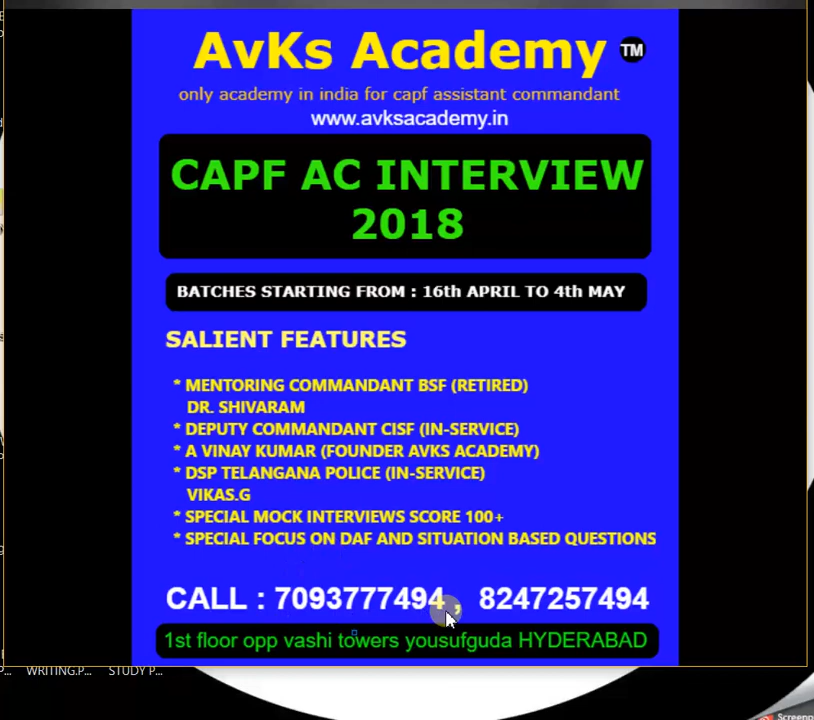 AvKs Academy TM
only academy in india for capf assistant commandant
www.avksacademy.in
CAPF AC INTERVIEW
2018
BATCHES STARTING FROM : 16th APRIL TO 4th MAY
SALIENT FEATURES
* MENTORING COMMANDANT BSF (RETIRED)
DR. SHIVARAM
* DEPUTY COMMANDANT CISF (IN-SERVICE)
* A VINAY KUMAR (FOUNDER AVKS ACADEMY)
* DSP TELANGANA POLICE (IN-SERVICE)
VIKAS.G
* SPECIAL MOCK INTERVIEWS SCORE 100+
* SPECIAL FOCUS ON DAF AND SITUATION BASED QUESTIONS
CALL : 7093777494 , 8247257494
1st floor opp vashi towers yousufguda HYDERABAD
WRITING.P... STUDY P...